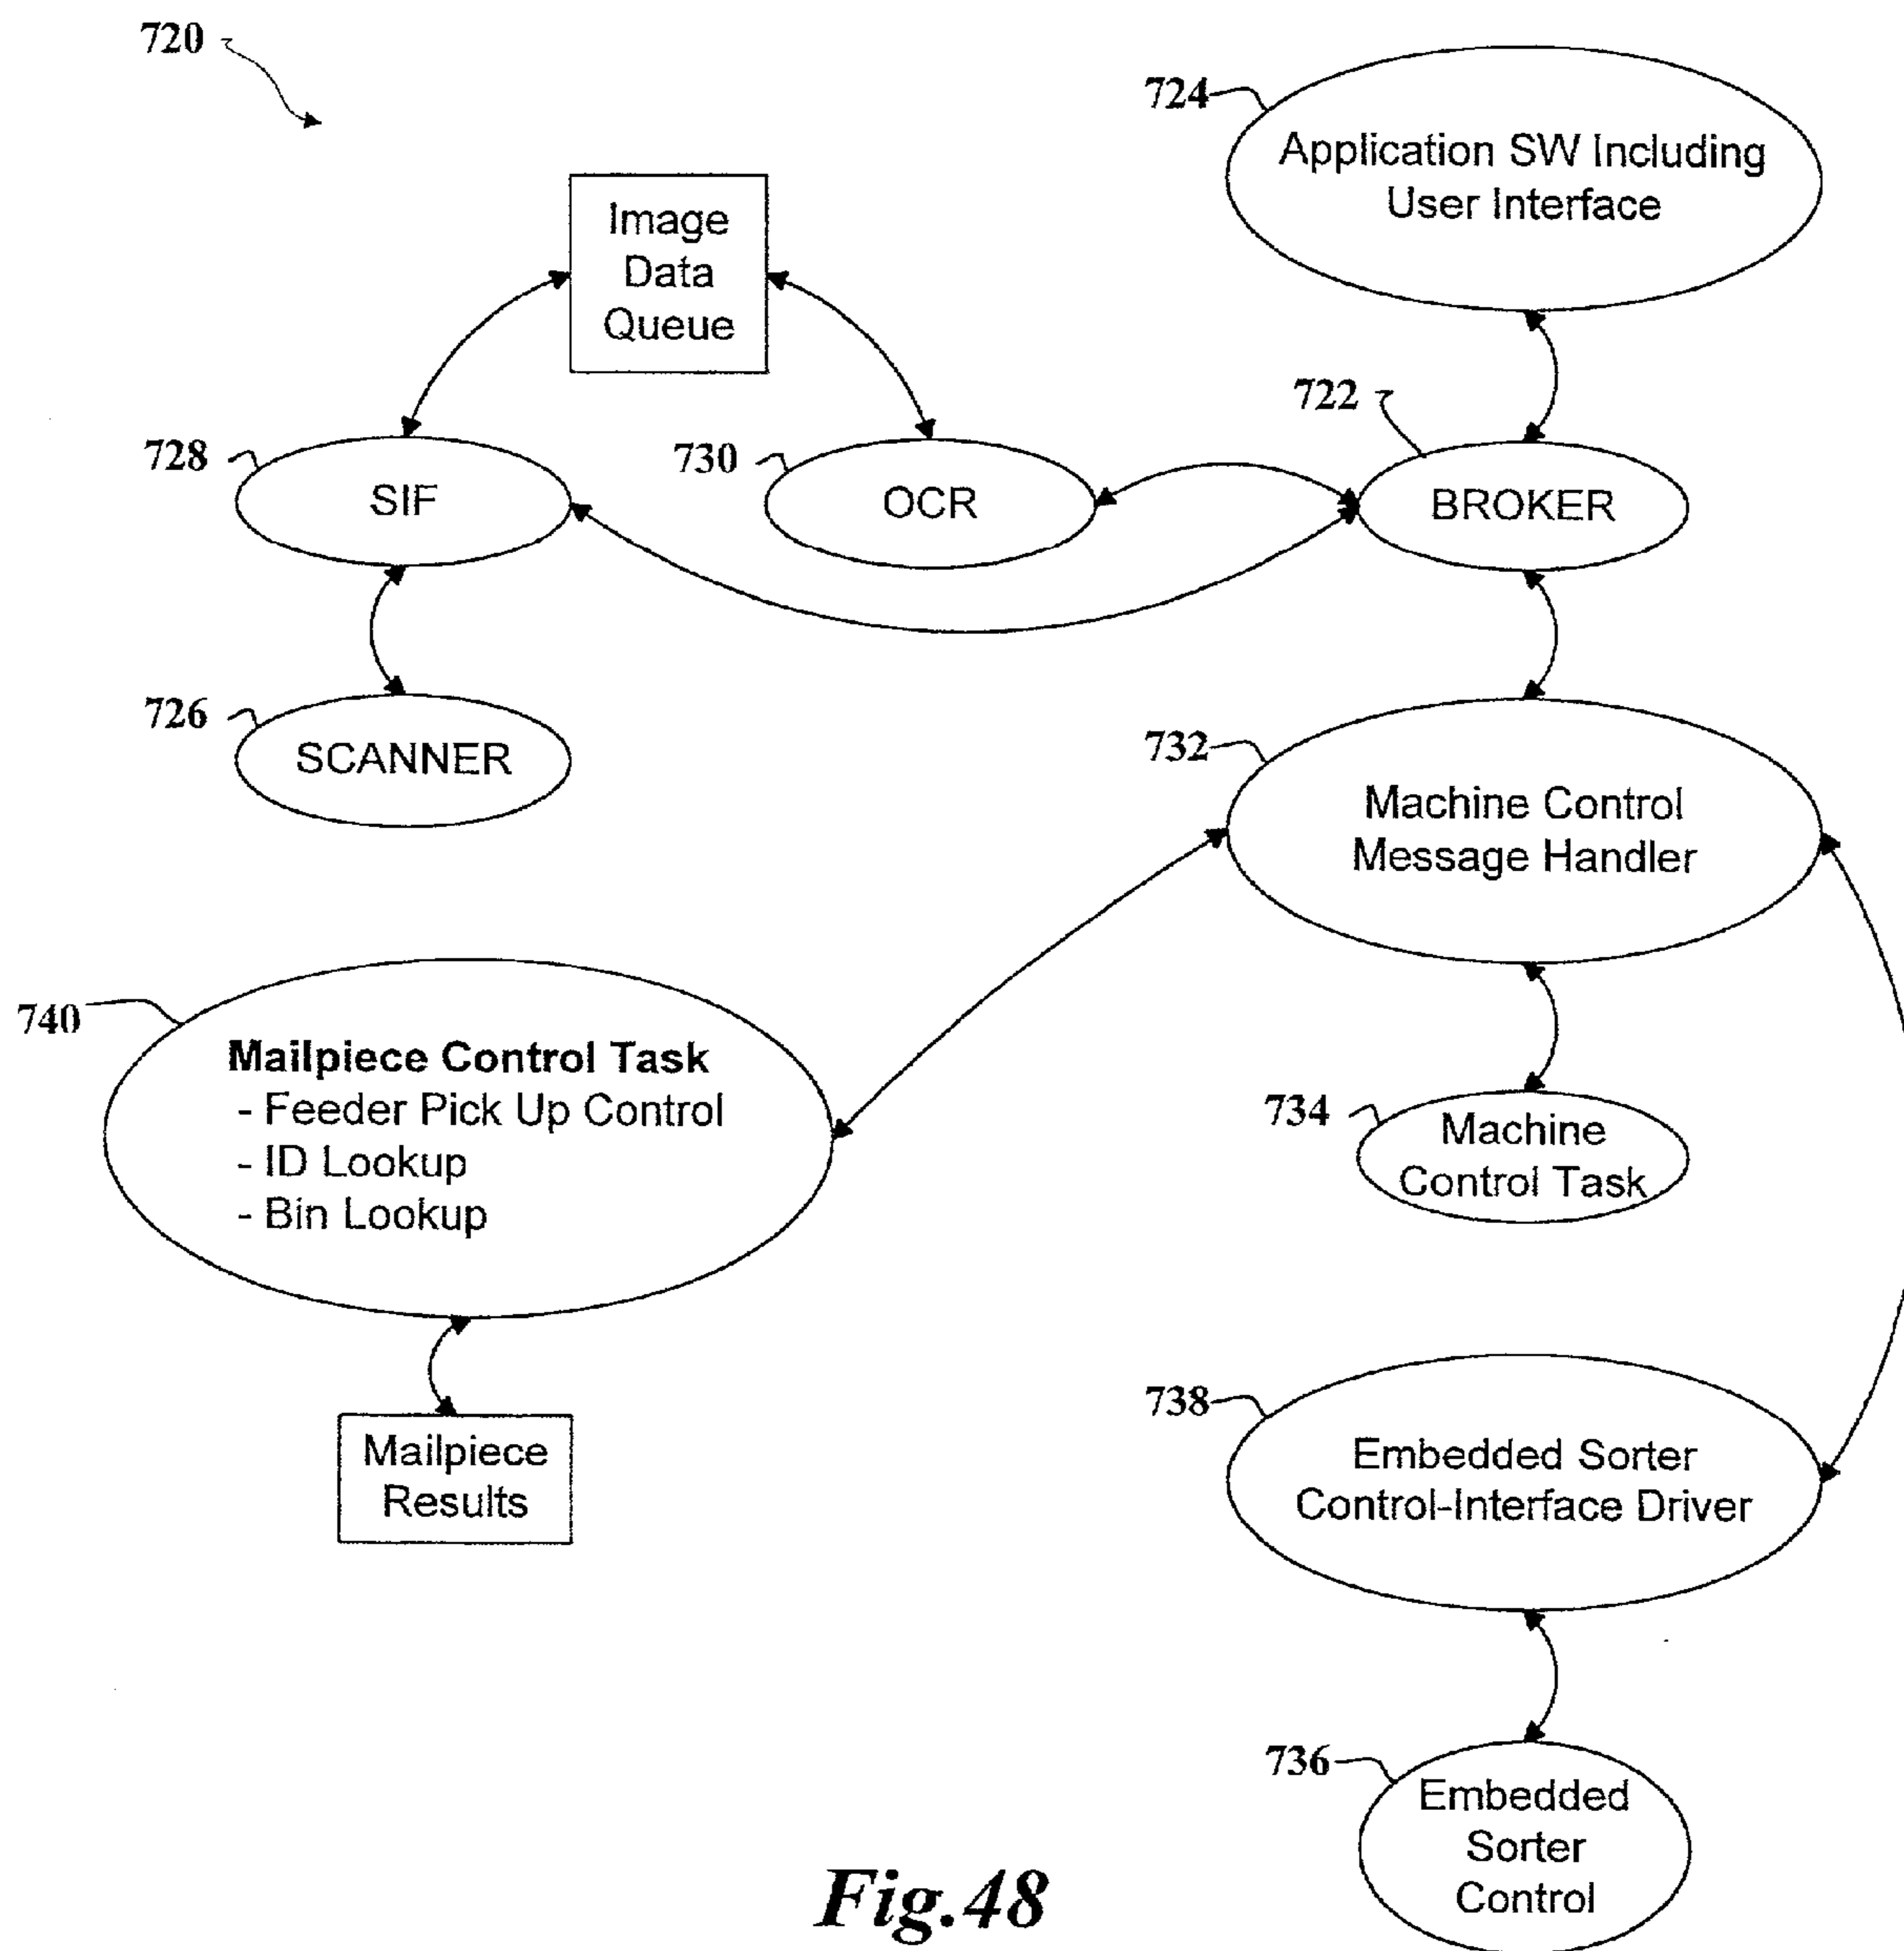 720
724
Application SW Including
User Interface
Image
Data
Queue
722
728
SIF
730
OCR
BROKER
726
SCANNER
732
Machine Control
Message Handler
740
Mailpiece Control Task
- Feeder Pick Up Control
- ID Lookup
- Bin Lookup
734
Machine
Control Task
738
Embedded Sorter
Control-Interface Driver
Mailpiece
Results
736
Embedded
Sorter
Control
Fig.48